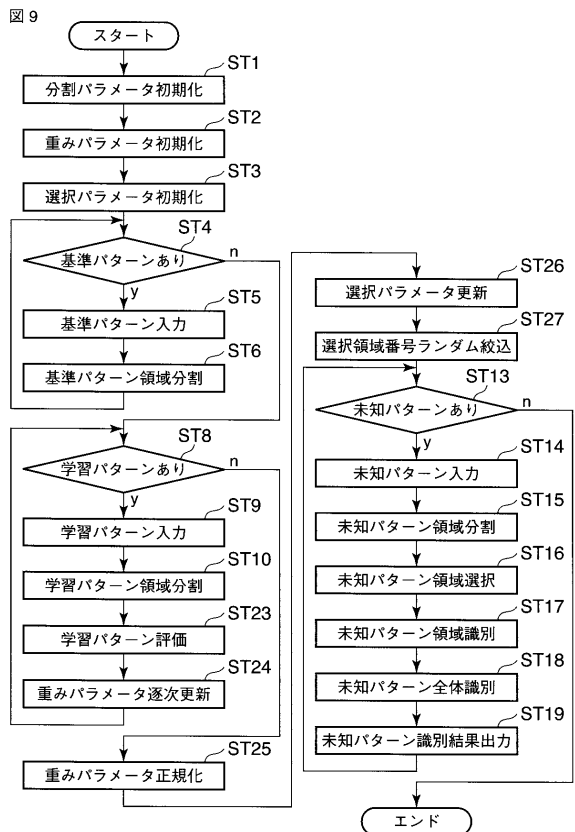 図9
スタート
ST1
分割パラメータ初期化
ST2
重みパラメータ初期化
ST3
選択パラメータ初期化
ST4
基準パターンあり
n
y
ST5
基準パターン入力
ST6
基準パターン領域分割
ST8
学習パターンあり
n
y
ST9
学習パターン入力
ST10
学習パターン領域分割
ST23
学習パターン評価
ST24
重みパラメータ逐次更新
ST25
重みパラメータ正規化
ST26
選択パラメータ更新
ST27
選択領域番号ランダム絞込
ST13
未知パターンあり
n
y
ST14
未知パターン入力
ST15
未知パターン領域分割
ST16
未知パターン領域選択
ST17
未知パターン領域識別
ST18
未知パターン全体識別
ST19
未知パターン識別結果出力
エンド